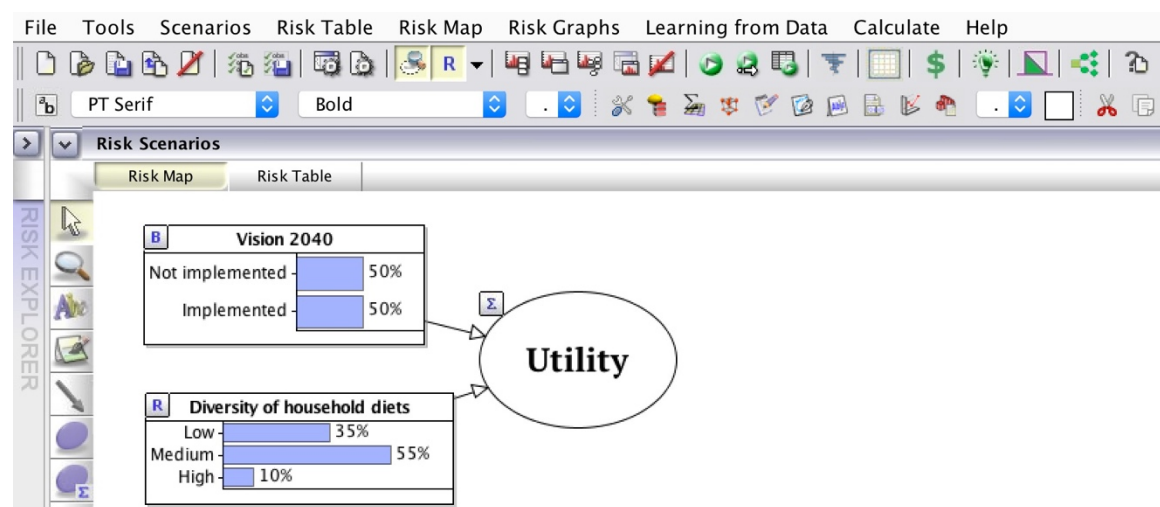 File Tools Scenarios Risk Table Risk Map Risk Graphs Learning from Data Calculate Help
R
PT Serif Bold . .
Risk Scenarios
Risk Map Risk Table
RISK EXPLORER
B Vision 2040
Not implemented 50%
Implemented 50%
Σ
Utility
R Diversity of household diets
Low 35%
Medium 55%
High 10%
Abc
Σ